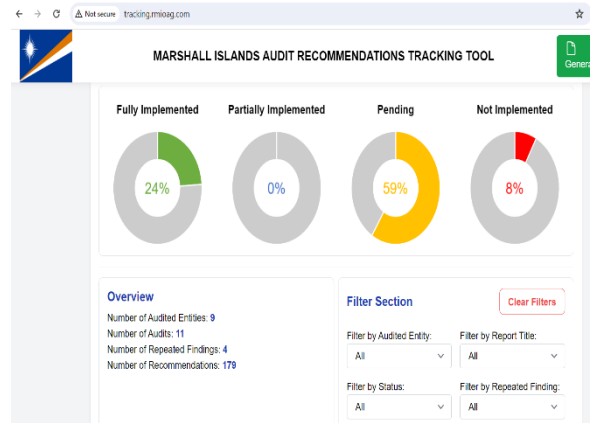 Not secure tracking.rmioag.com
MARSHALL ISLANDS AUDIT RECOMMENDATIONS TRACKING TOOL
Genera
Fully Implemented Partially Implemented Pending Not Implemented
24% 0% 59% 8%
Overview
Number of Audited Entities: 9
Number of Audits: 11
Number of Repeated Findings: 4
Number of Recommendations: 179
Filter Section
Clear Filters
Filter by Audited Entity: Filter by Report Title:
All All
Filter by Status: Filter by Repeated Finding:
All All